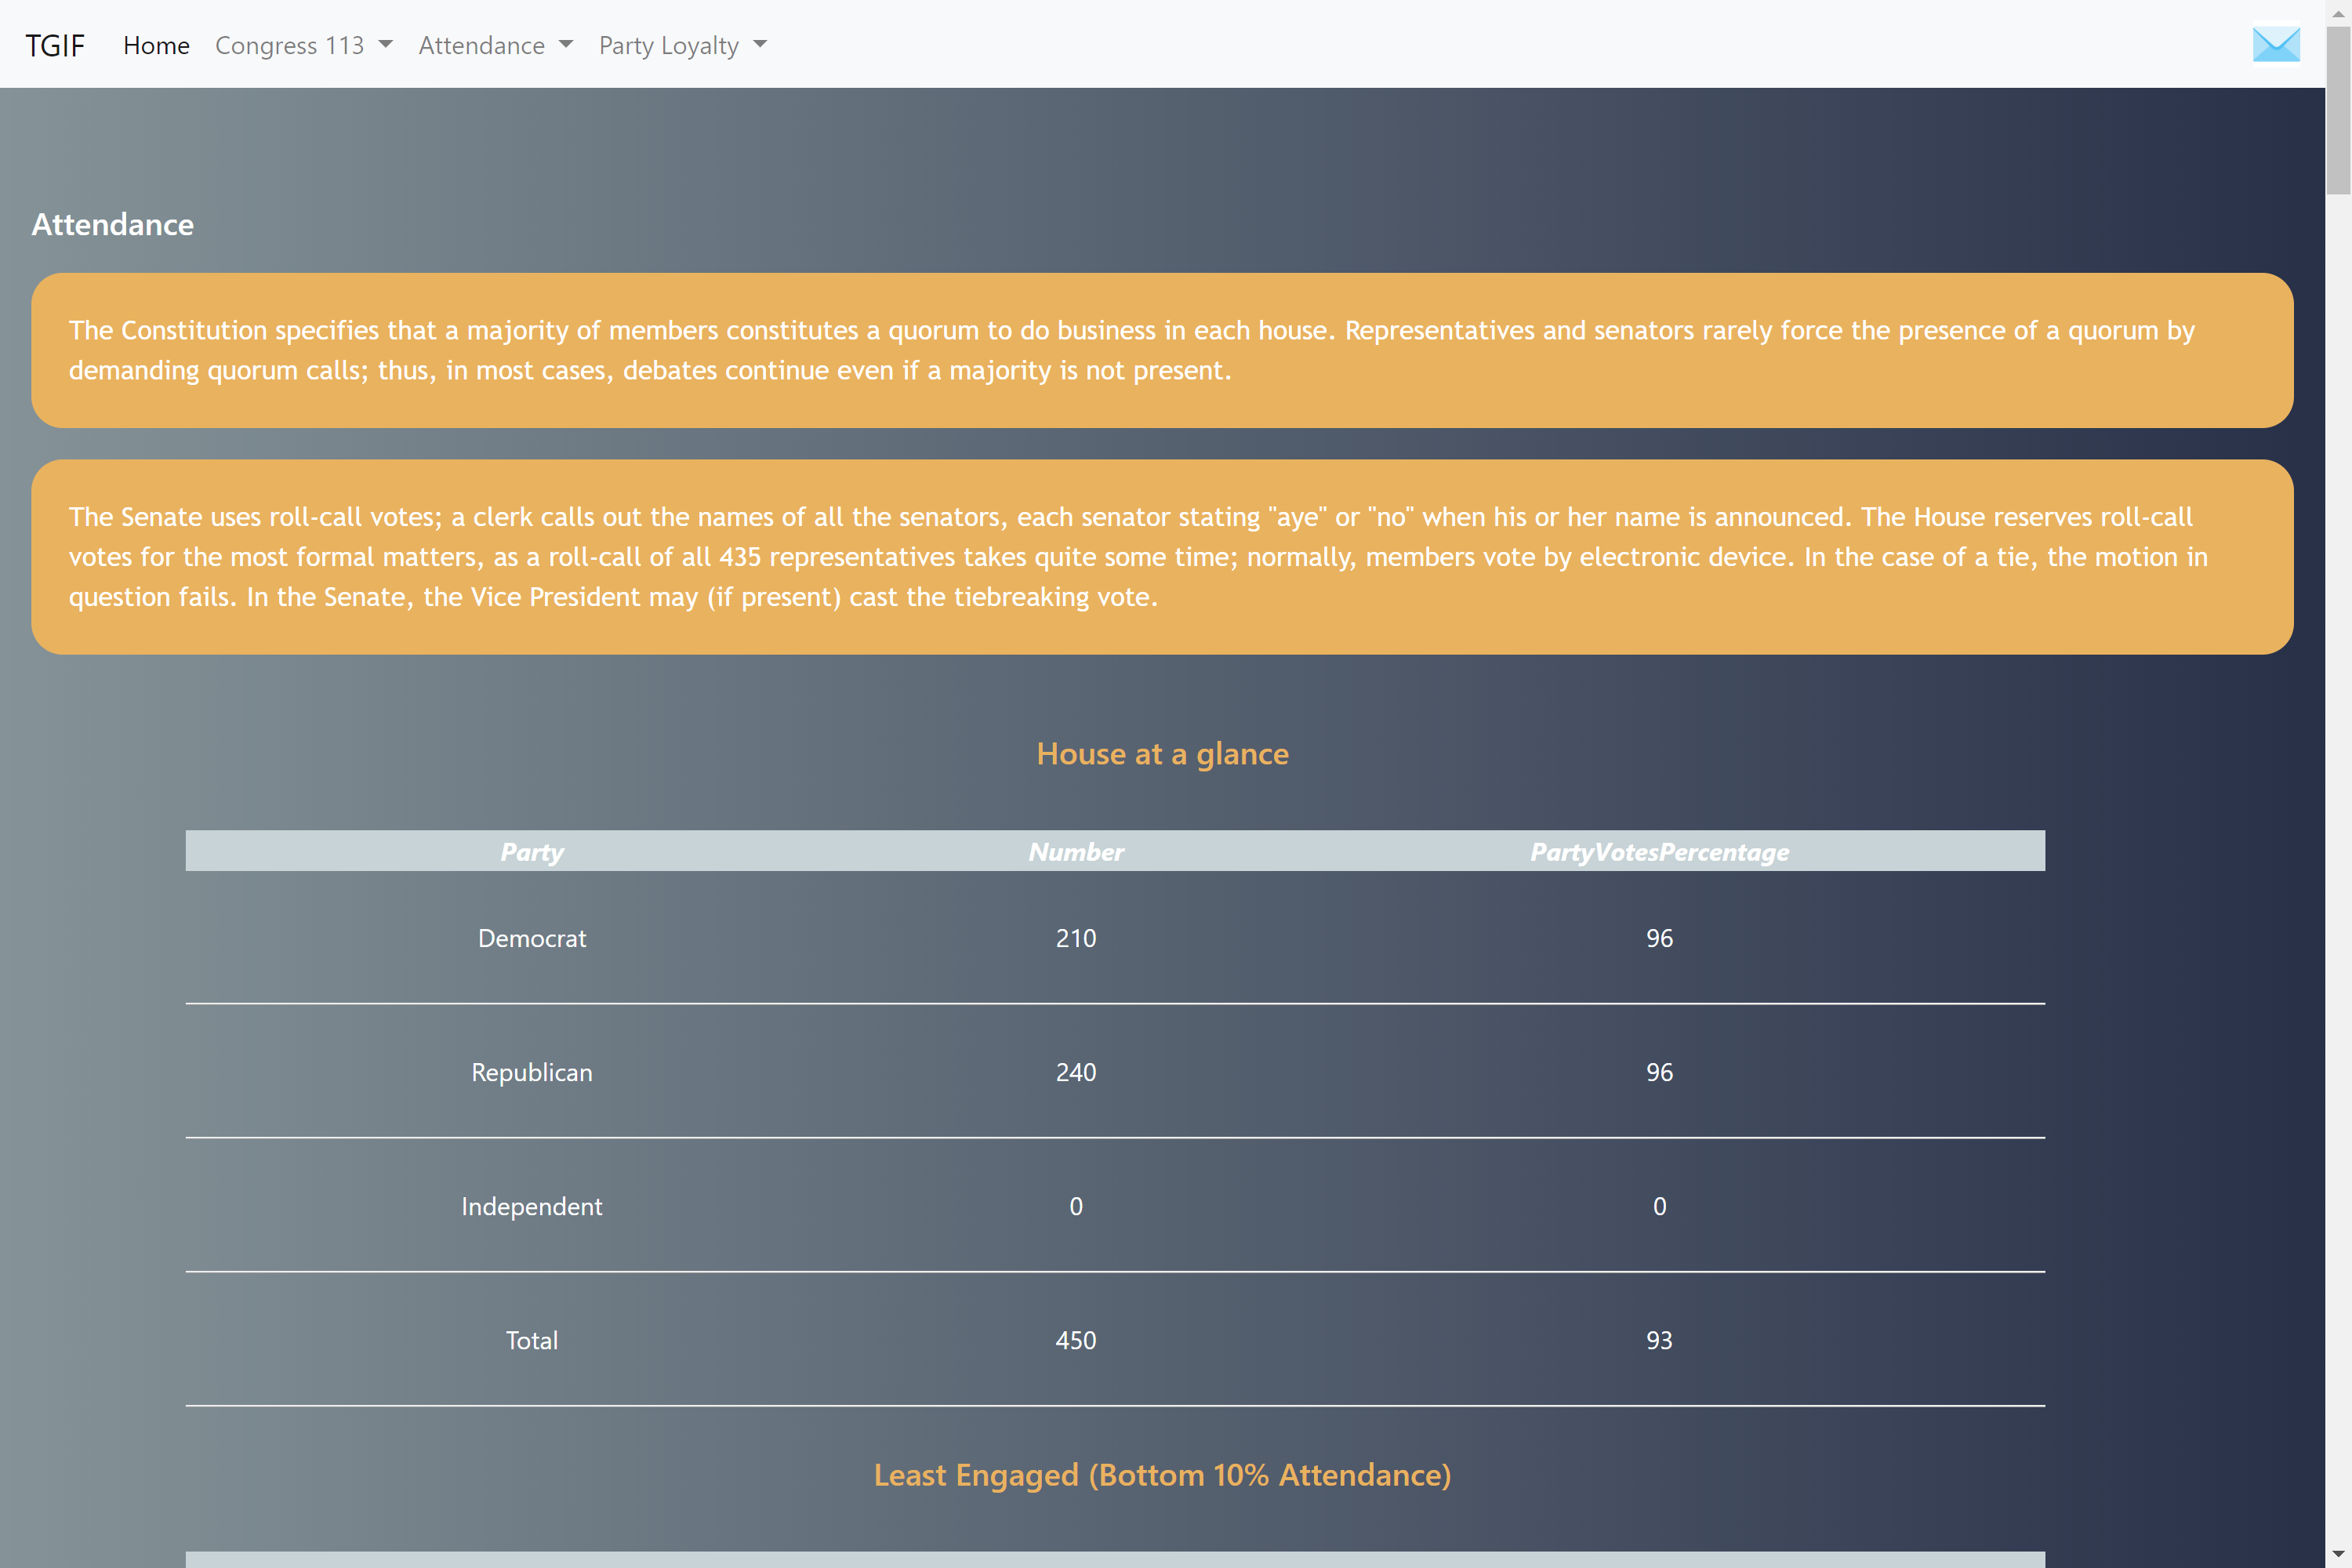 TGIF Home Congress 113 Attendance Party Loyalty
Attendance
The Constitution specifies that a majority of members constitutes a quorum to do business in each house. Representatives and senators rarely force the presence of a quorum by
demanding quorum calls; thus, in most cases, debates continue even if a majority is not present.
The Senate uses roll-call votes; a clerk calls out the names of all the senators, each senator stating "aye" or "no" when his or her name is announced. The House reserves roll-call
votes for the most formal matters, as a roll-call of all 435 representatives takes quite some time; normally, members vote by electronic device. In the case of a tie, the motion in
question fails. In the Senate, the Vice President may (if present) cast the tiebreaking vote.
House at a glance
Party Number PartyVotesPercentage
Democrat 210 96
Republican 240 96
Independent 0 0
Total 450 93
Least Engaged (Bottom 10% Attendance)